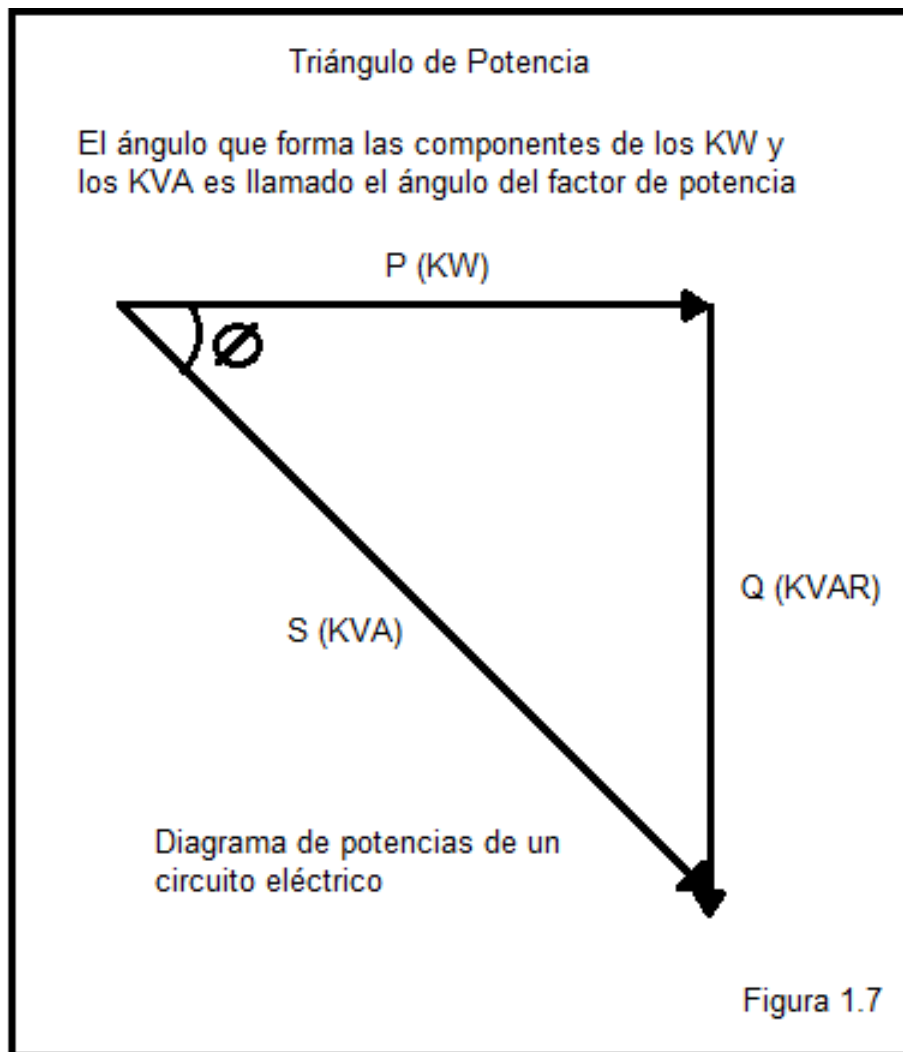 Triángulo de Potencia
El ángulo que forma las componentes de los KW y
los KVA es llamado el ángulo del factor de potencia
P (KW)
Ø
Q (KVAR)
S (KVA)
Diagrama de potencias de un
circuito eléctrico
Figura 1.7